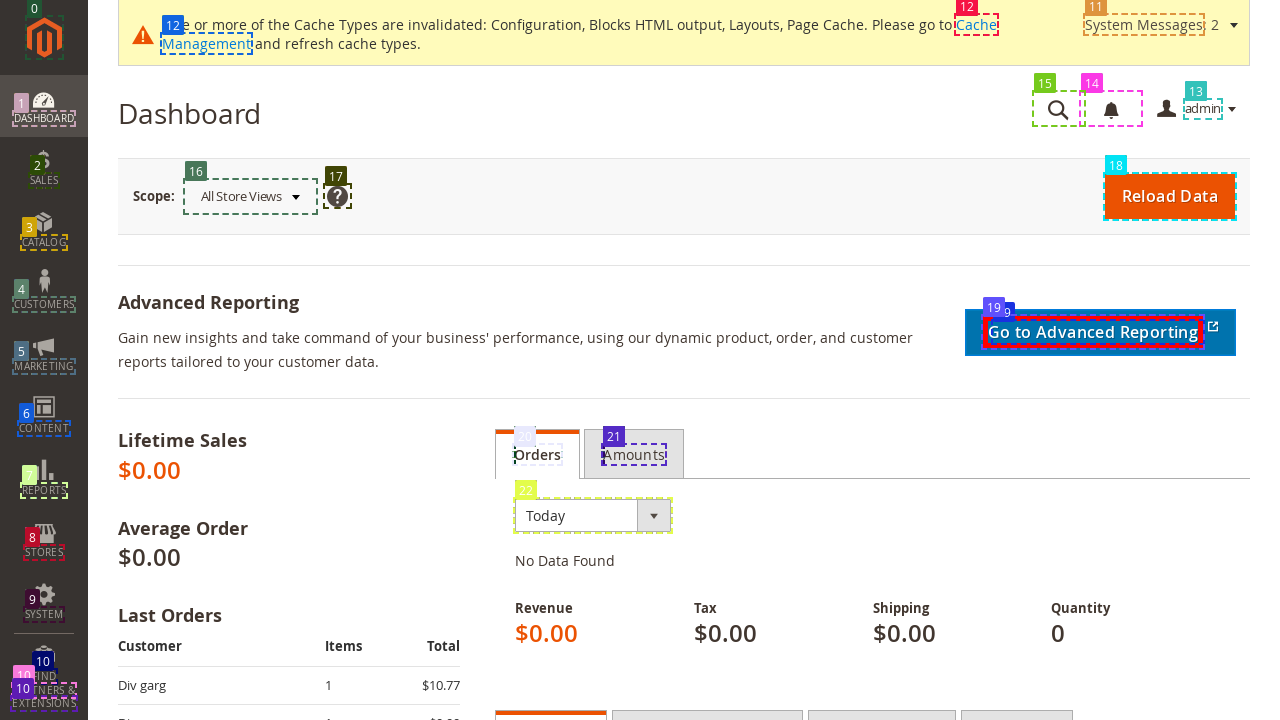 0
12
12
11
e or more of the Cache Types are invalidated: Configuration, Blocks HTML output, Layouts, Page Cache. Please go to Cache
Management and refresh cache types.
System Messages: 2
1
DASHBOARD
Dashboard
15
14
13
admin
2
SALES
16
17
18
Scope:
All Store Views
Reload Data
3
CATALOG
4
CUSTOMERS
Advanced Reporting
Gain new insights and take command of your business' performance, using our dynamic product, order, and customer
reports tailored to your customer data.
19
9
Go to Advanced Reporting
5
MARKETING
6
CONTENT
Lifetime Sales
$0.00
20
21
Orders
Amounts
7
REPORTS
22
Today
8
STORES
Average Order
$0.00
No Data Found
9
SYSTEM
Last Orders
Revenue
Tax
Shipping
Quantity
$0.00
$0.00
$0.00
0
Customer
Items
Total
10
10
10
FIND
TNERS &
EXTENSIONS
Div garg
1
$10.77